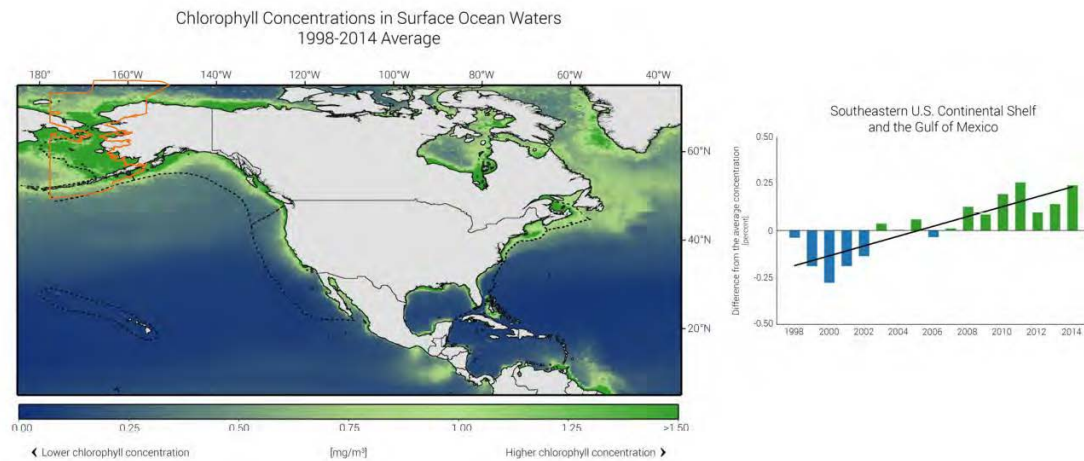 Chlorophyll Concentrations in Surface Ocean Waters
1998-2014 Average
180° 160°W 140°W 120°W 100°W 80°W 60°W 40°W
60°N
40°N
20°N
0.00 0.25 0.50 0.75 1.00 1.25 >1.50
Lower chlorophyll concentration [mg/m³] Higher chlorophyll concentration
Southeastern U.S. Continental Shelf
and the Gulf of Mexico
Difference from the average concentration
[percent]
0.50
0.25
0
-0.25
-0.50
1998 2000 2002 2004 2006 2008 2010 2012 2014